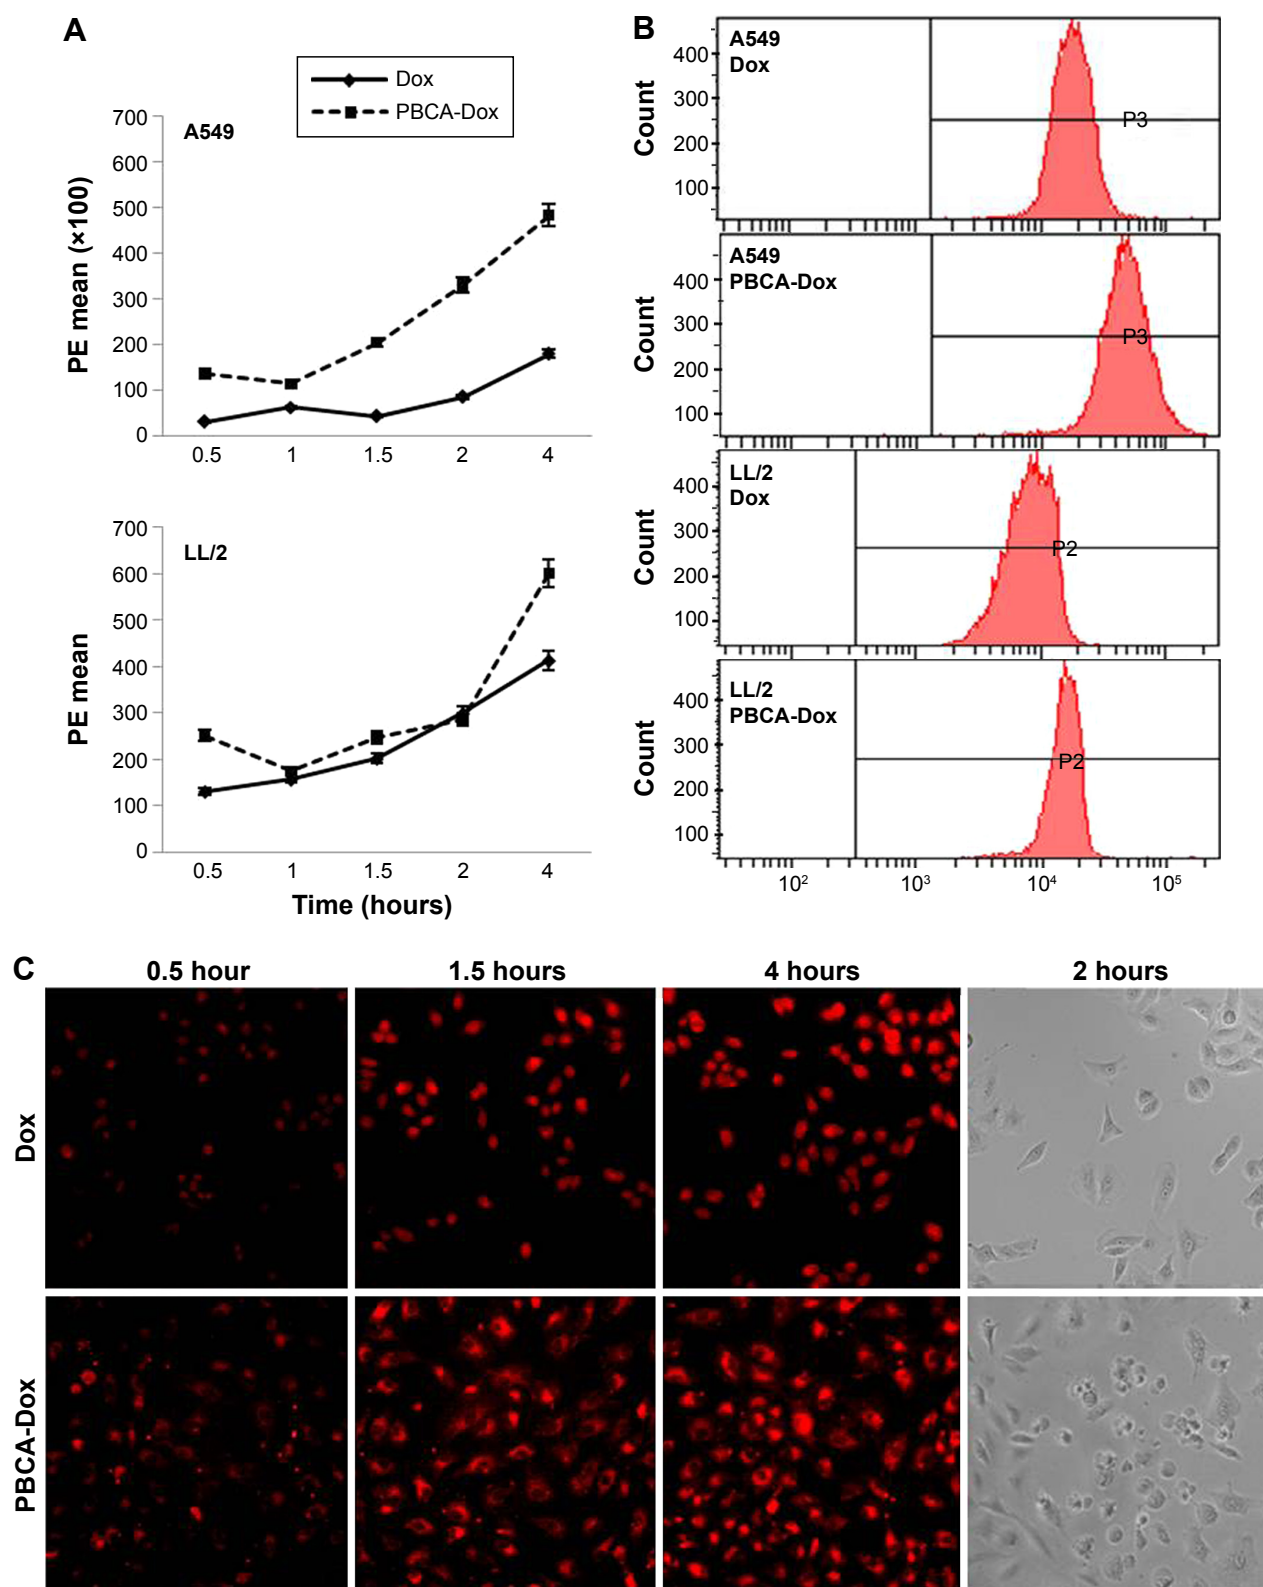 A
Dox
PBCA-Dox
A549
PE mean (×100)
700
600
500
400
300
200
100
0
0.5 1 1.5 2 4
LL/2
PE mean
700
600
500
400
300
200
100
0
0.5 1 1.5 2 4
Time (hours)
B
A549
Dox
Count
400
300
200
100
P3
A549
PBCA-Dox
Count
400
300
200
100
P3
LL/2
Dox
Count
400
300
200
100
P2
LL/2
PBCA-Dox
Count
400
300
200
100
P2
10² 10³ 10⁴ 10⁵
C
0.5 hour 1.5 hours 4 hours 2 hours
Dox
PBCA-Dox